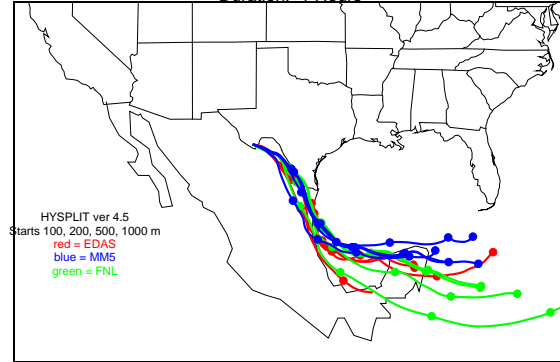 HYSPLIT ver 4.5
Starts 100, 200, 500, 1000 m
red = EDAS
blue = MM5
green = FNL